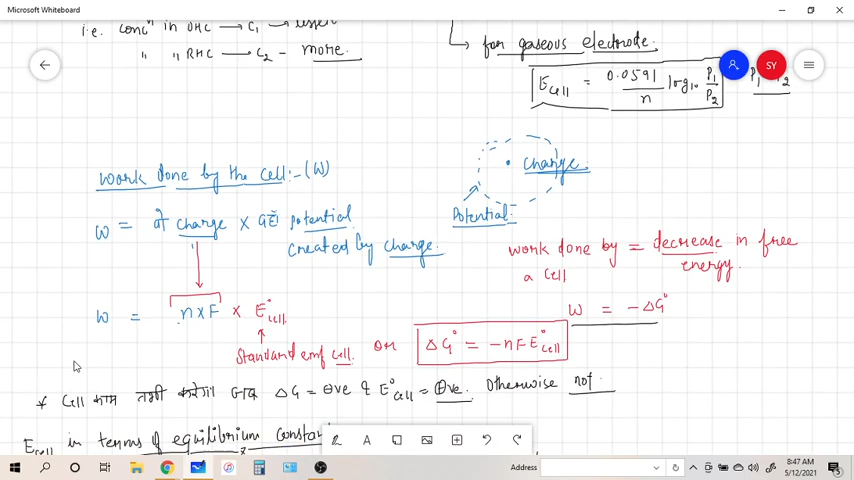 Microsoft Whiteboard
i.e. concⁿ in OHC → C₁ → lesser
" " RHC → C₂ - more.
for gaseous electrode.
E cell = 0.0591/n log₁₀ P₁/P₂
SY
work done by the cell:-(W)
• charge.
Potential:
W = charge × potential
created by charge.
work done by a cell = decrease in free energy.
W = n×F × E°cell
W = -ΔG°
Standard emf cell. or ΔG° = -nFE°cell
* Cell काम तभी करेगा जब ΔG = ⊖ve & E°cell = ⊕ve. Otherwise not.
Ecell in terms of equilibrium constant
Address
8:47 AM
5/12/2021